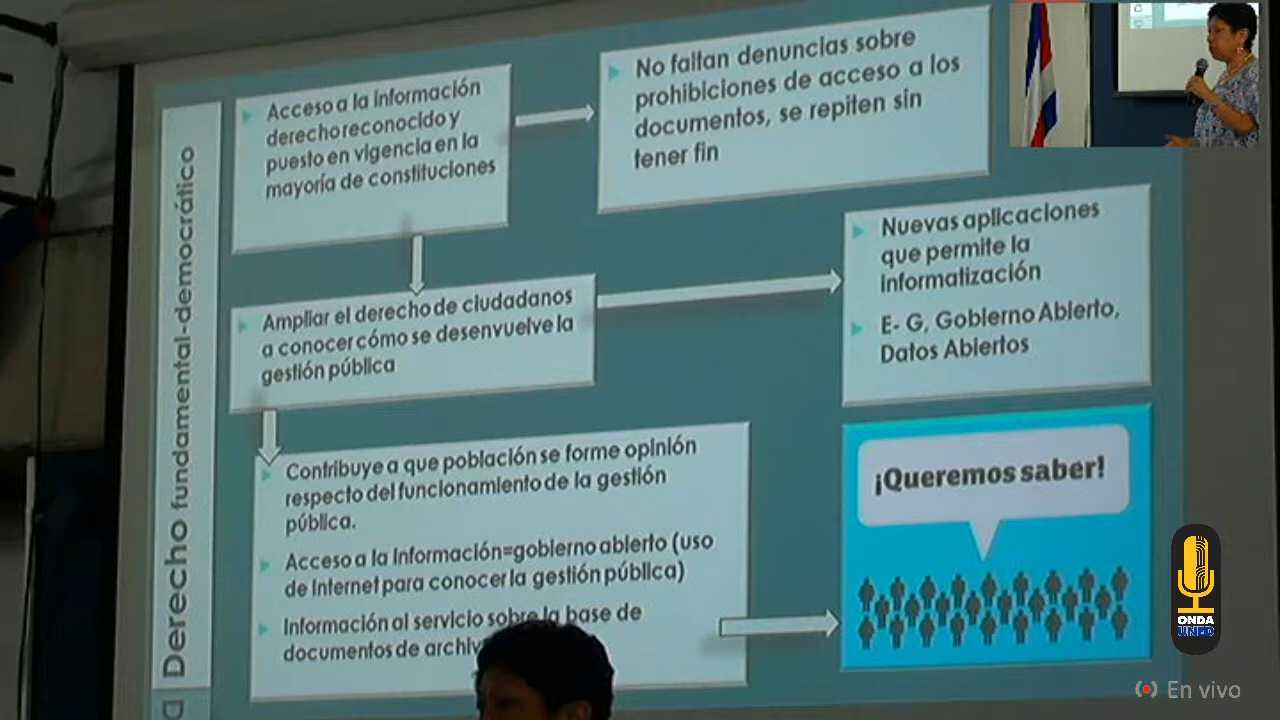 Derecho fundamental-democrático
Acceso a la información
derecho reconocido y
puesto en vigencia en la
mayoría de constituciones
No faltan denuncias sobre
prohibiciones de acceso a los
documentos, se repiten sin
tener fin
Ampliar el derecho de ciudadanos
a conocer cómo se desenvuelve la
gestión pública
Nuevas aplicaciones
que permite la
informatización
E- G, Gobierno Abierto,
Datos Abiertos
Contribuye a que población se forme opinión
respecto del funcionamiento de la gestión
pública.
Acceso a la Información=gobierno abierto (uso
de Internet para conocer la gestión pública)
Información al servicio sobre la base de
documentos de
¡Queremos saber!
ONDA
UNED
En vivo